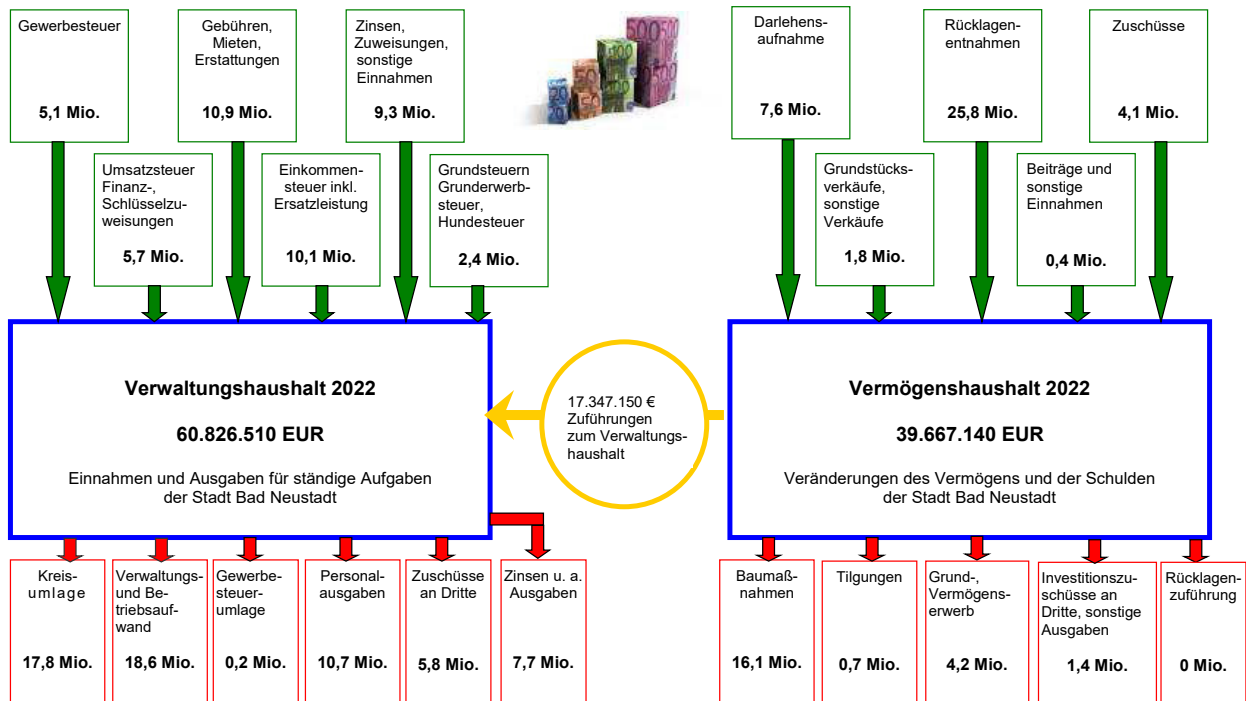 Gewerbesteuer
5,1 Mio.
Gebühren,
Mieten,
Erstattungen
10,9 Mio.
Zinsen,
Zuweisungen,
sonstige
Einnahmen
9,3 Mio.
Umsatzsteuer
Finanz-,
Schlüsselzu-
weisungen
5,7 Mio.
Einkommen-
steuer inkl.
Ersatzleistung
10,1 Mio.
Grundsteuern
Grunderwerb-
steuer,
Hundesteuer
2,4 Mio.
Darlehens-
aufnahme
7,6 Mio.
Rücklagen-
entnahmen
25,8 Mio.
Zuschüsse
4,1 Mio.
Grundstücks-
verkäufe,
sonstige
Verkäufe
1,8 Mio.
Beiträge und
sonstige
Einnahmen
0,4 Mio.
Verwaltungshaushalt 2022
60.826.510 EUR
Einnahmen und Ausgaben für ständige Aufgaben
der Stadt Bad Neustadt
17.347.150 €
Zuführungen
zum Verwaltungs-
haushalt
Vermögenshaushalt 2022
39.667.140 EUR
Veränderungen des Vermögens und der Schulden
der Stadt Bad Neustadt
Kreis-
umlage
17,8 Mio.
Verwaltungs-
und Be-
triebsauf-
wand
18,6 Mio.
Gewerbe-
steuer-
umlage
0,2 Mio.
Personal-
ausgaben
10,7 Mio.
Zuschüsse
an Dritte
5,8 Mio.
Zinsen u. a.
Ausgaben
7,7 Mio.
Baumaß-
nahmen
16,1 Mio.
Tilgungen
0,7 Mio.
Grund-,
Vermögens-
erwerb
4,2 Mio.
Investitionszu-
schüsse an
Dritte, sonstige
Ausgaben
1,4 Mio.
Rücklagen-
zuführung
0 Mio.